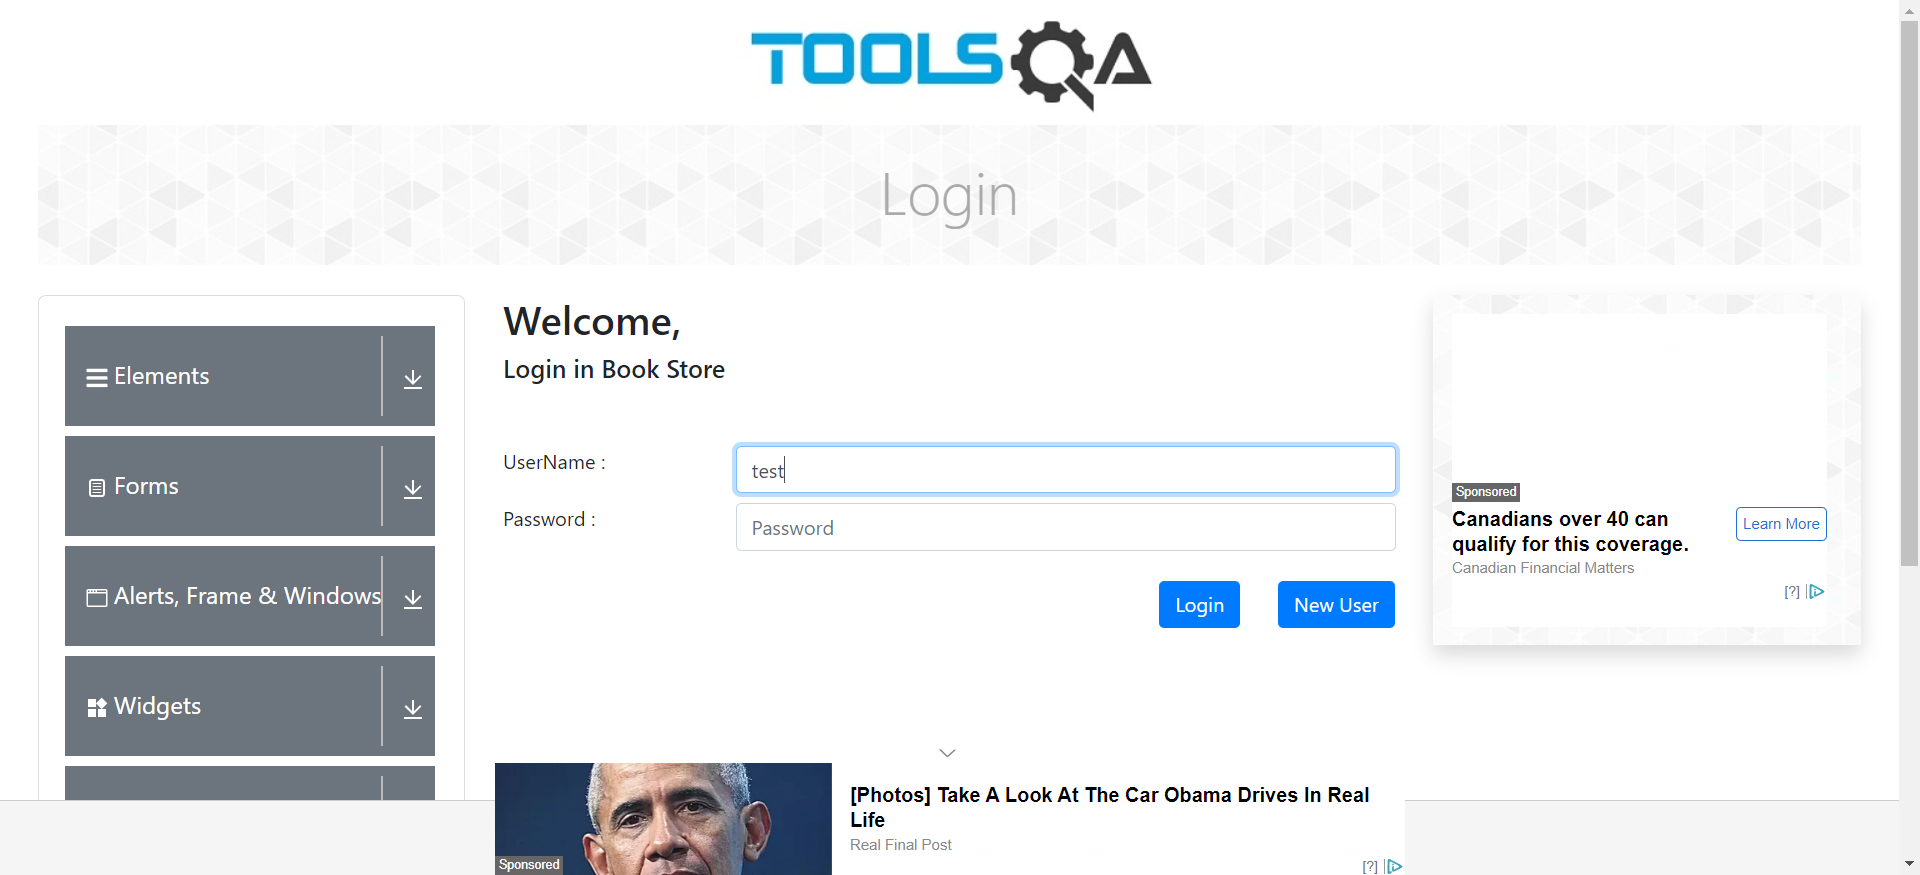 TOOLSQA
Login
Elements
Forms
Alerts, Frame & Windows
Widgets
Welcome,
Login in Book Store
UserName :
test
Password :
Password
Login
New User
Sponsored
Canadians over 40 can
qualify for this coverage.
Learn More
Canadian Financial Matters
[?]
[Photos] Take A Look At The Car Obama Drives In Real
Life
Real Final Post
Sponsored
[?]